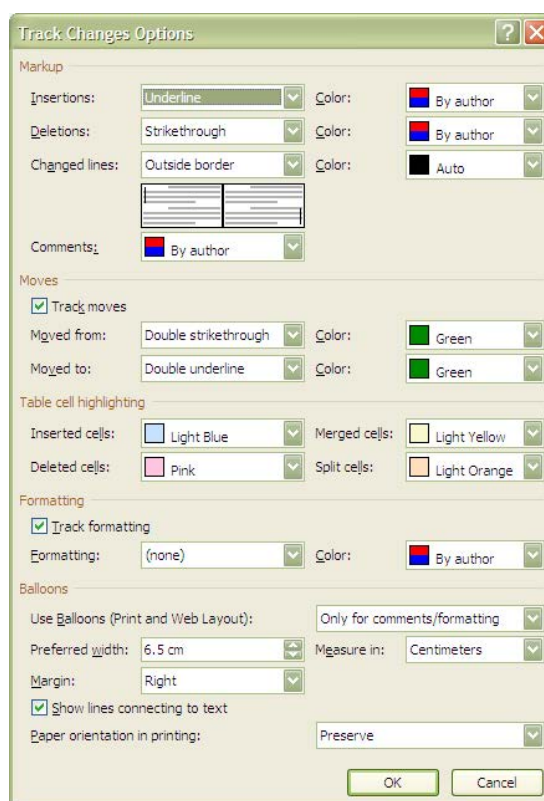 Track Changes Options
Markup
Insertions: Underline Color: By author
Deletions: Strikethrough Color: By author
Changed lines: Outside border Color: Auto
Comments: By author
Moves
Track moves
Moved from: Double strikethrough Color: Green
Moved to: Double underline Color: Green
Table cell highlighting
Inserted cells: Light Blue Merged cells: Light Yellow
Deleted cells: Pink Split cells: Light Orange
Formatting
Track formatting
Formatting: (none) Color: By author
Balloons
Use Balloons (Print and Web Layout): Only for comments/formatting
Preferred width: 6.5 cm Measure in: Centimeters
Margin: Right
Show lines connecting to text
Paper orientation in printing: Preserve
OK Cancel